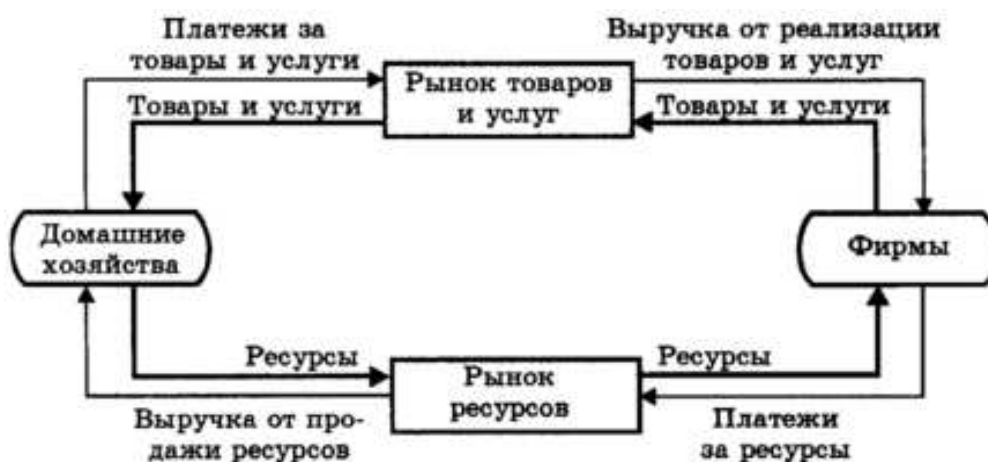 Платежи за
товары и услуги
Выручка от реализации
товаров и услуг
Рынок товаров
и услуг
Товары и услуги
Товары и услуги
Домашние
хозяйства
Фирмы
Ресурсы
Ресурсы
Рынок
ресурсов
Выручка от про-
дажи ресурсов
Платежи
за ресурсы